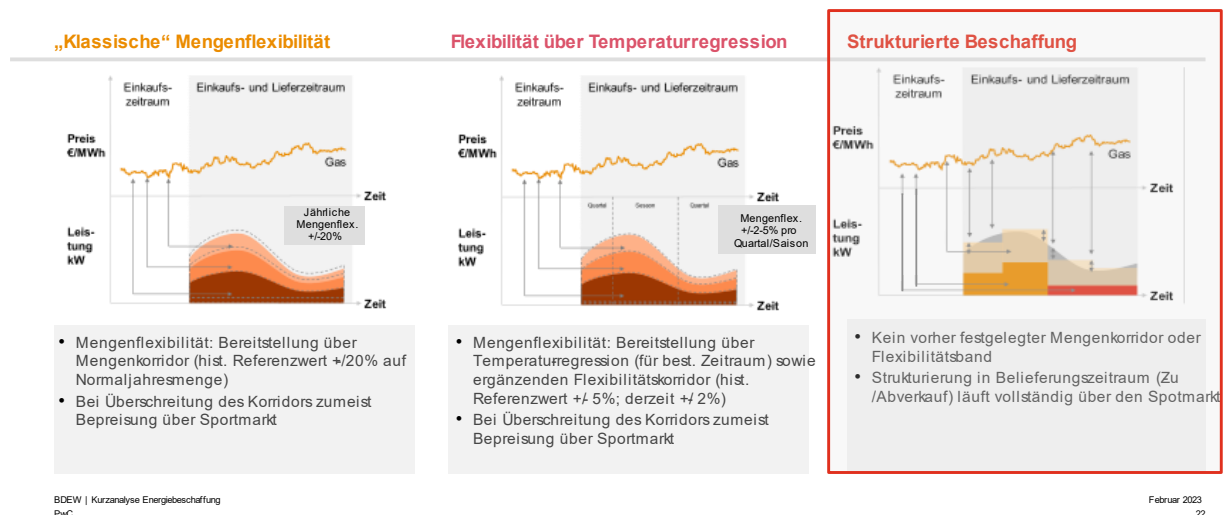 „Klassische“ Mengenflexibilität
Einkaufs-
zeitraum
Einkaufs- und Lieferzeitraum
Preis
€/MWh
Gas
Zeit
Jährliche
Mengenflex.
+/-20%
Leis-
tung
kW
Zeit
• Mengenflexibilität: Bereitstellung über
Mengenkorridor (hist. Referenzwert +/20% auf
Normaljahresmenge)
• Bei Überschreitung des Korridors zumeist
Bepreisung über Sportmarkt
Flexibilität über Temperaturregression
Einkaufs-
zeitraum
Einkaufs- und Lieferzeitraum
Preis
€/MWh
Gas
Zeit
Quartal
Season
Quartal
Mengenflex.
+/-2-5% pro
Quartal/Saison
Leis-
tung
kW
Zeit
• Mengenflexibilität: Bereitstellung über
Temperatur-regression (für best. Zeitraum) sowie
ergänzenden Flexibilitätskorridor (hist.
Referenzwert +/- 5%; derzeit +/- 2%)
• Bei Überschreitung des Korridors zumeist
Bepreisung über Sportmarkt
Strukturierte Beschaffung
Einkaufs-
zeitraum
Einkaufs- und Lieferzeitraum
Preis
€/MWh
Gas
Zeit
Leis-
tung
kW
Zeit
• Kein vorher festgelegter Mengenkorridor oder
Flexibilitätsband
• Strukturierung in Belieferungszeitraum (Zu
/Abverkauf) läuft vollständig über den Spotmarkt
BDEW | Kurzanalyse Energiebeschaffung
PwC
Februar 2023
22